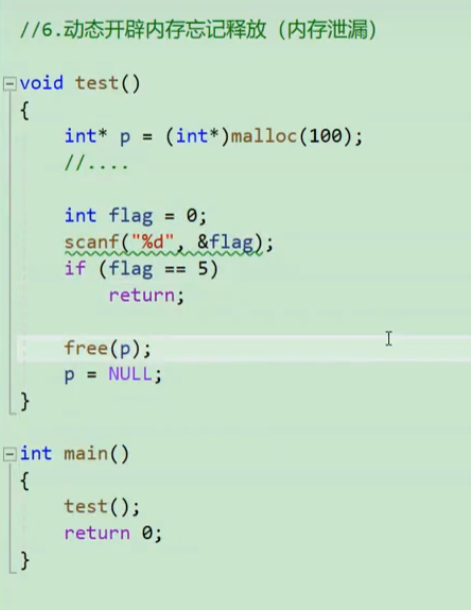 //6.动态开辟内存忘记释放（内存泄漏）
void test()
{
    int* p = (int*)malloc(100);
    //....
    int flag = 0;
    scanf("%d", &flag);
    if (flag == 5)
        return;
    free(p);
    p = NULL;
}
int main()
{
    test();
    return 0;
}